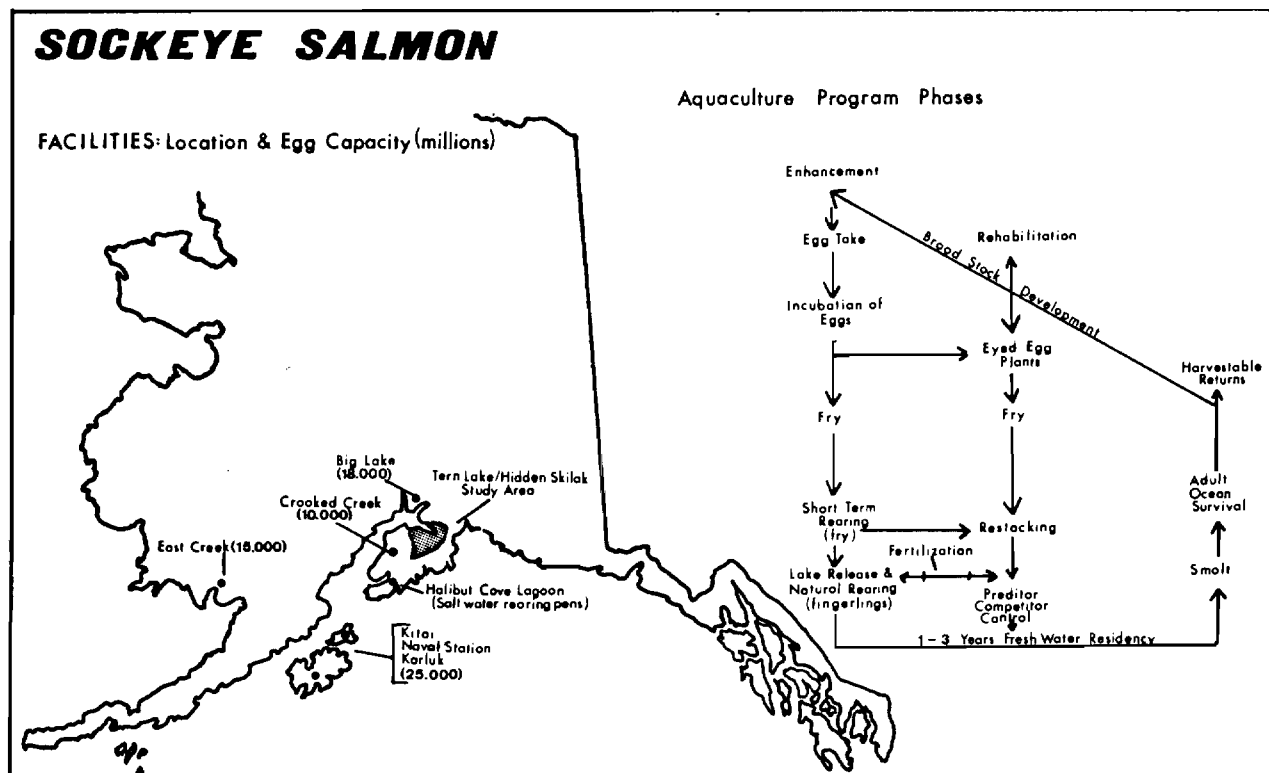 SOCKEYE SALMON
FACILITIES: Location & Egg Capacity (millions)
Big Lake
(18.000)
Tern Lake/Hidden Skilak
Study Area
Crooked Creek
(10.000)
East Creek (15,000)
Halibut Cove Lagoon
(Salt water rearing pens)
Kitoi
Naval Station
Karluk
(25.000)
Aquaculture Program Phases
Enhancement
Egg Take
Incubation of
Eggs
Fry
Short Term
Rearing
(fry)
Lake Release &
Natural Rearing
(fingerlings)
Brood Stock Development
Rehabilitation
Eyed Egg
Plants
Fry
Restacking
Fertilization
Preditor
Competitor
Control
1-3 Years Fresh Water Residency
Harvestable
Returns
Adult
Ocean
Survival
Smolt